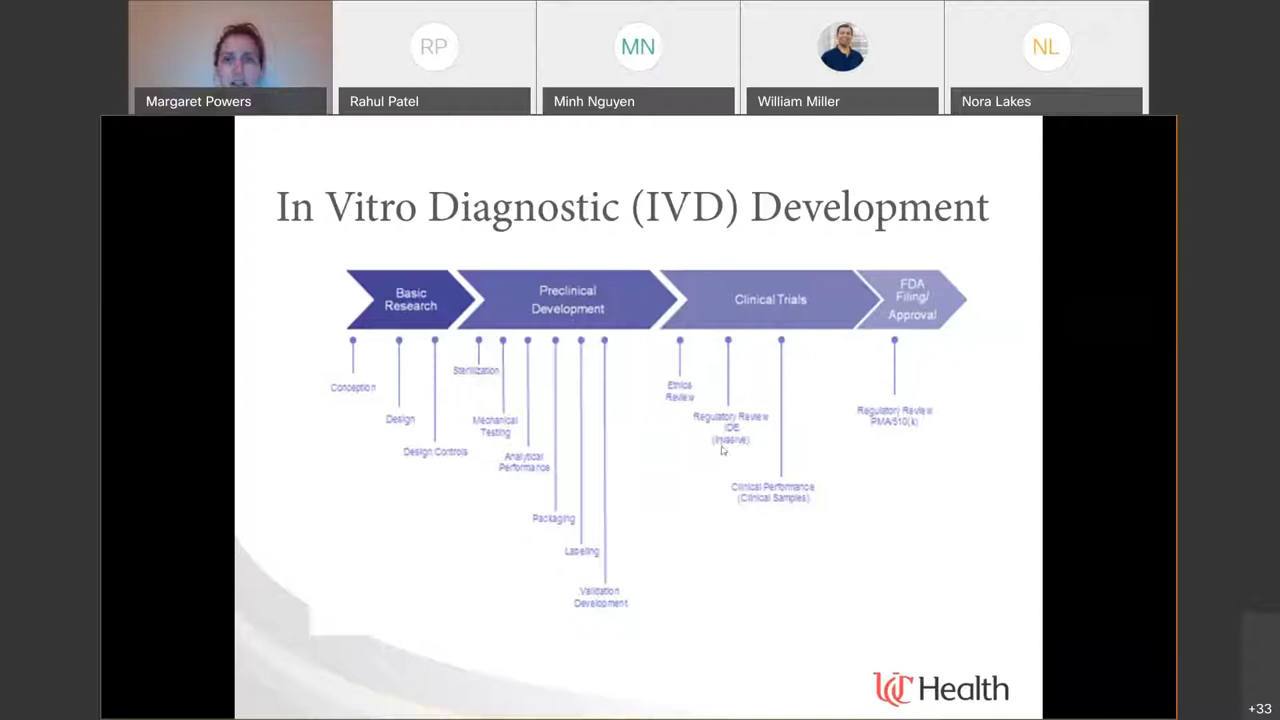 RP
MN
NL
Margaret Powers
Rahul Patel
Minh Nguyen
William Miller
Nora Lakes
In Vitro Diagnostic (IVD) Development
Basic
Research
Preclinical
Development
Clinical Trials
FDA
Filing/
Approval
Conception
Design
Design Controls
Sterilization
Mechanical
Testing
Analytical
Performance
Packaging
Labeling
Validation
Development
Ethics
Review
Regulatory Review
IDE
(Invasive)
Clinical Performance
(Clinical Samples)
Regulatory Review
PMA/510(k)
UC Health
+33